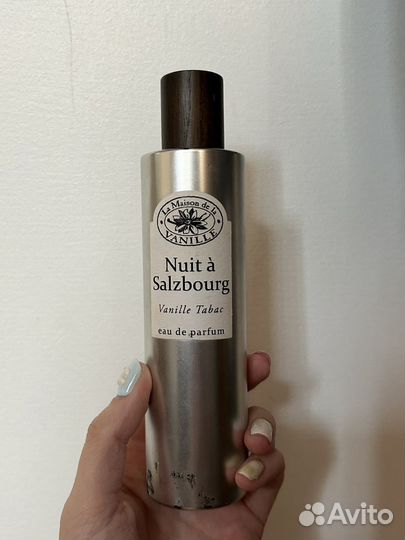 La Maison de la
VANILLE
Nuit à
Salzbourg
Vanille Tabac
eau de parfum
Avito